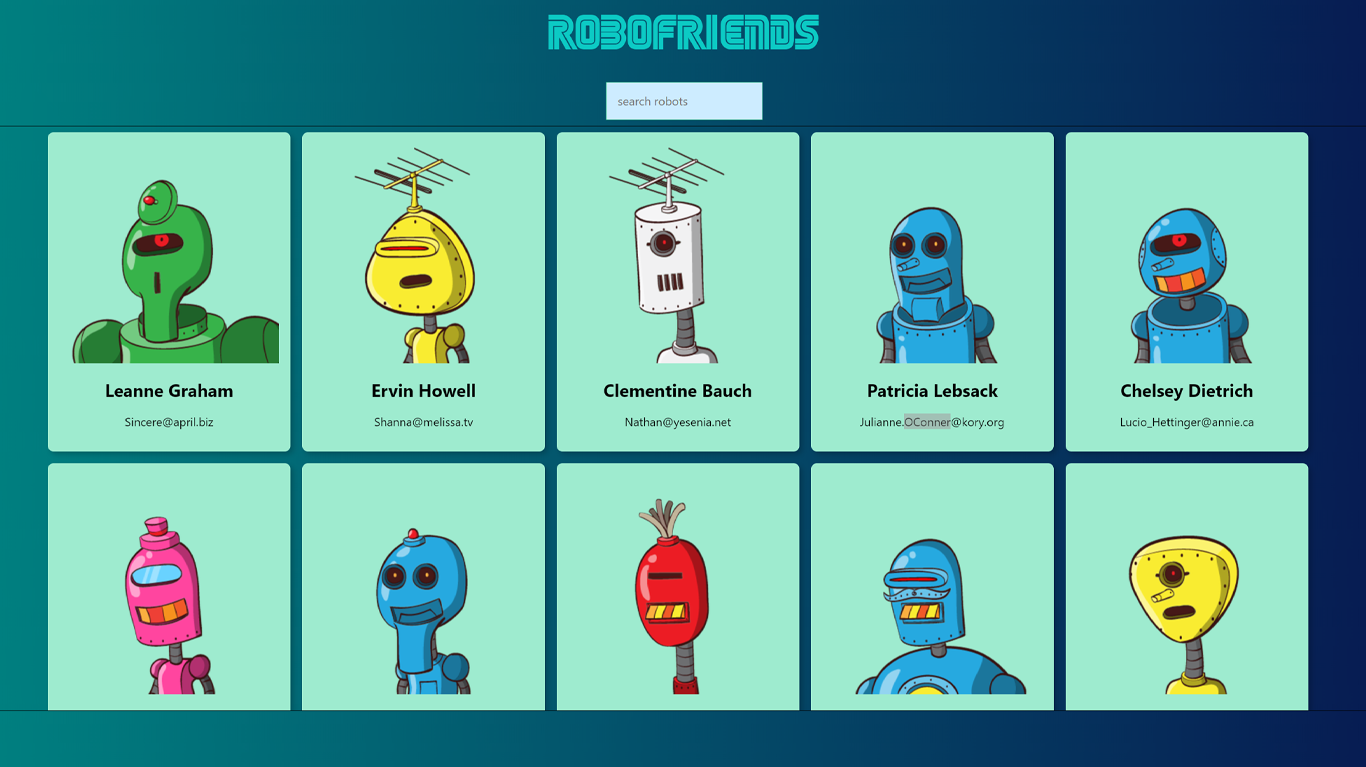 ROBOFRIENDS
search robots
Leanne Graham
Sincere@april.biz
Ervin Howell
Shanna@melissa.tv
Clementine Bauch
Nathan@yesenia.net
Patricia Lebsack
Julianne.OConner@kory.org
Chelsey Dietrich
Lucio_Hettinger@annie.ca